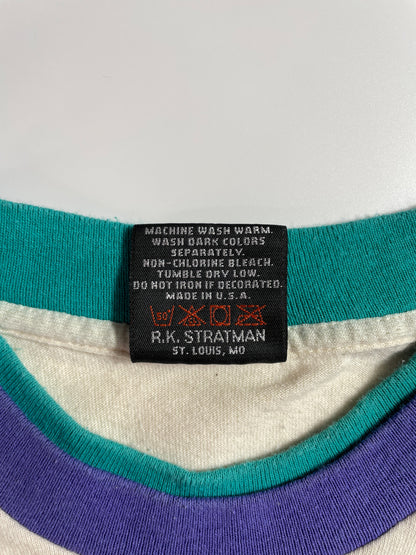 MACHINE WASH WARM.
WASH DARK COLORS
SEPARATELY.
NON-CHLORINE BLEACH.
TUMBLE DRY LOW.
DO NOT IRON IF DECORATED.
MADE IN U.S.A.
50°
R.K. STRATMAN
ST. LOUIS, MO